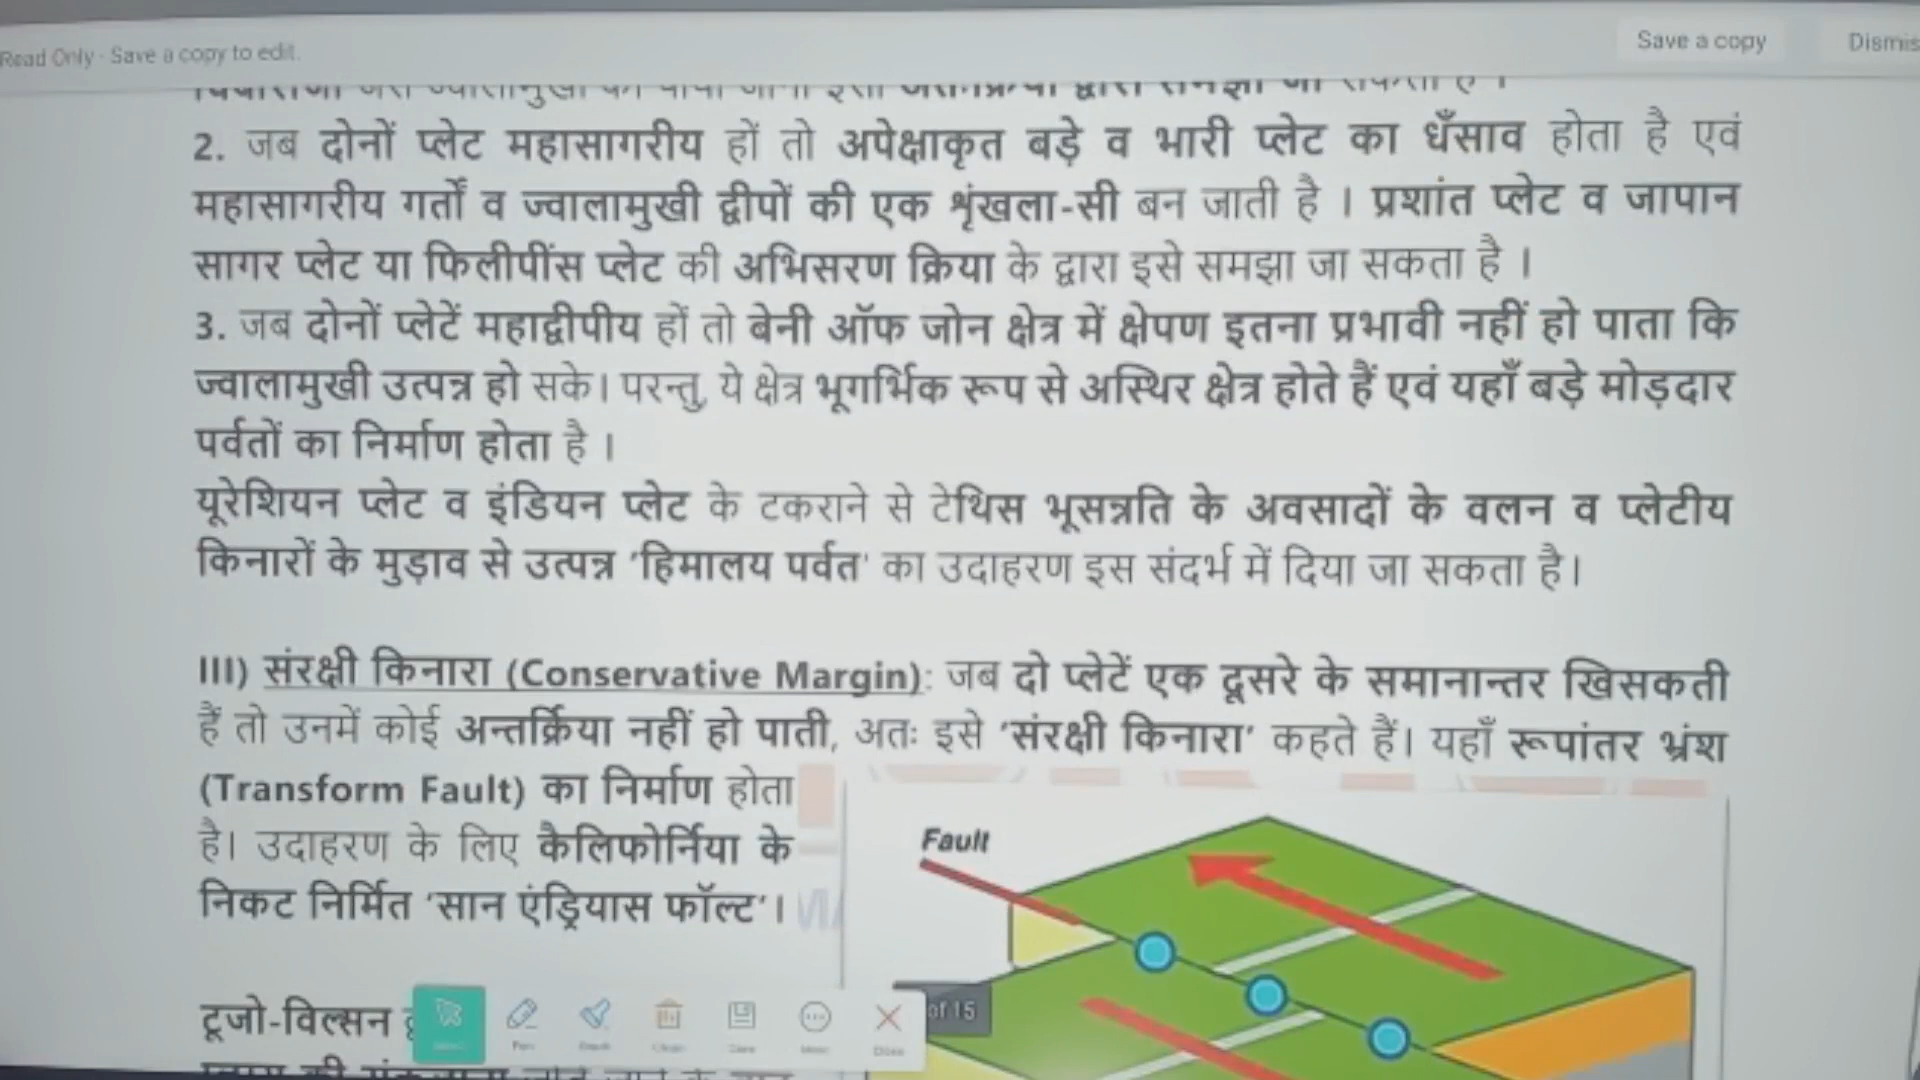 Read Only - Save a copy to edit.
Save a copy
Dismis
2. जब दोनों प्लेट महासागरीय हों तो अपेक्षाकृत बड़े व भारी प्लेट का धँसाव होता है एवं
महासागरीय गर्तों व ज्वालामुखी द्वीपों की एक शृंखला-सी बन जाती है । प्रशांत प्लेट व जापान
सागर प्लेट या फिलीपींस प्लेट की अभिसरण क्रिया के द्वारा इसे समझा जा सकता है ।
3. जब दोनों प्लेटें महाद्वीपीय हों तो बेनी ऑफ जोन क्षेत्र में क्षेपण इतना प्रभावी नहीं हो पाता कि
ज्वालामुखी उत्पन्न हो सके। परन्तु, ये क्षेत्र भूगर्भिक रूप से अस्थिर क्षेत्र होते हैं एवं यहाँ बड़े मोड़दार
पर्वतों का निर्माण होता है ।
यूरेशियन प्लेट व इंडियन प्लेट के टकराने से टेथिस भूसन्नति के अवसादों के वलन व प्लेटीय
किनारों के मुड़ाव से उत्पन्न 'हिमालय पर्वत' का उदाहरण इस संदर्भ में दिया जा सकता है।
III) संरक्षी किनारा (Conservative Margin): जब दो प्लेटें एक दूसरे के समानान्तर खिसकती
हैं तो उनमें कोई अन्तर्क्रिया नहीं हो पाती, अतः इसे 'संरक्षी किनारा' कहते हैं। यहाँ रूपांतर भ्रंश
(Transform Fault) का निर्माण होता
है। उदाहरण के लिए कैलिफोर्निया के
निकट निर्मित 'सान एंड्रियास फॉल्ट'।
Fault
टूजो-विल्सन
of 15